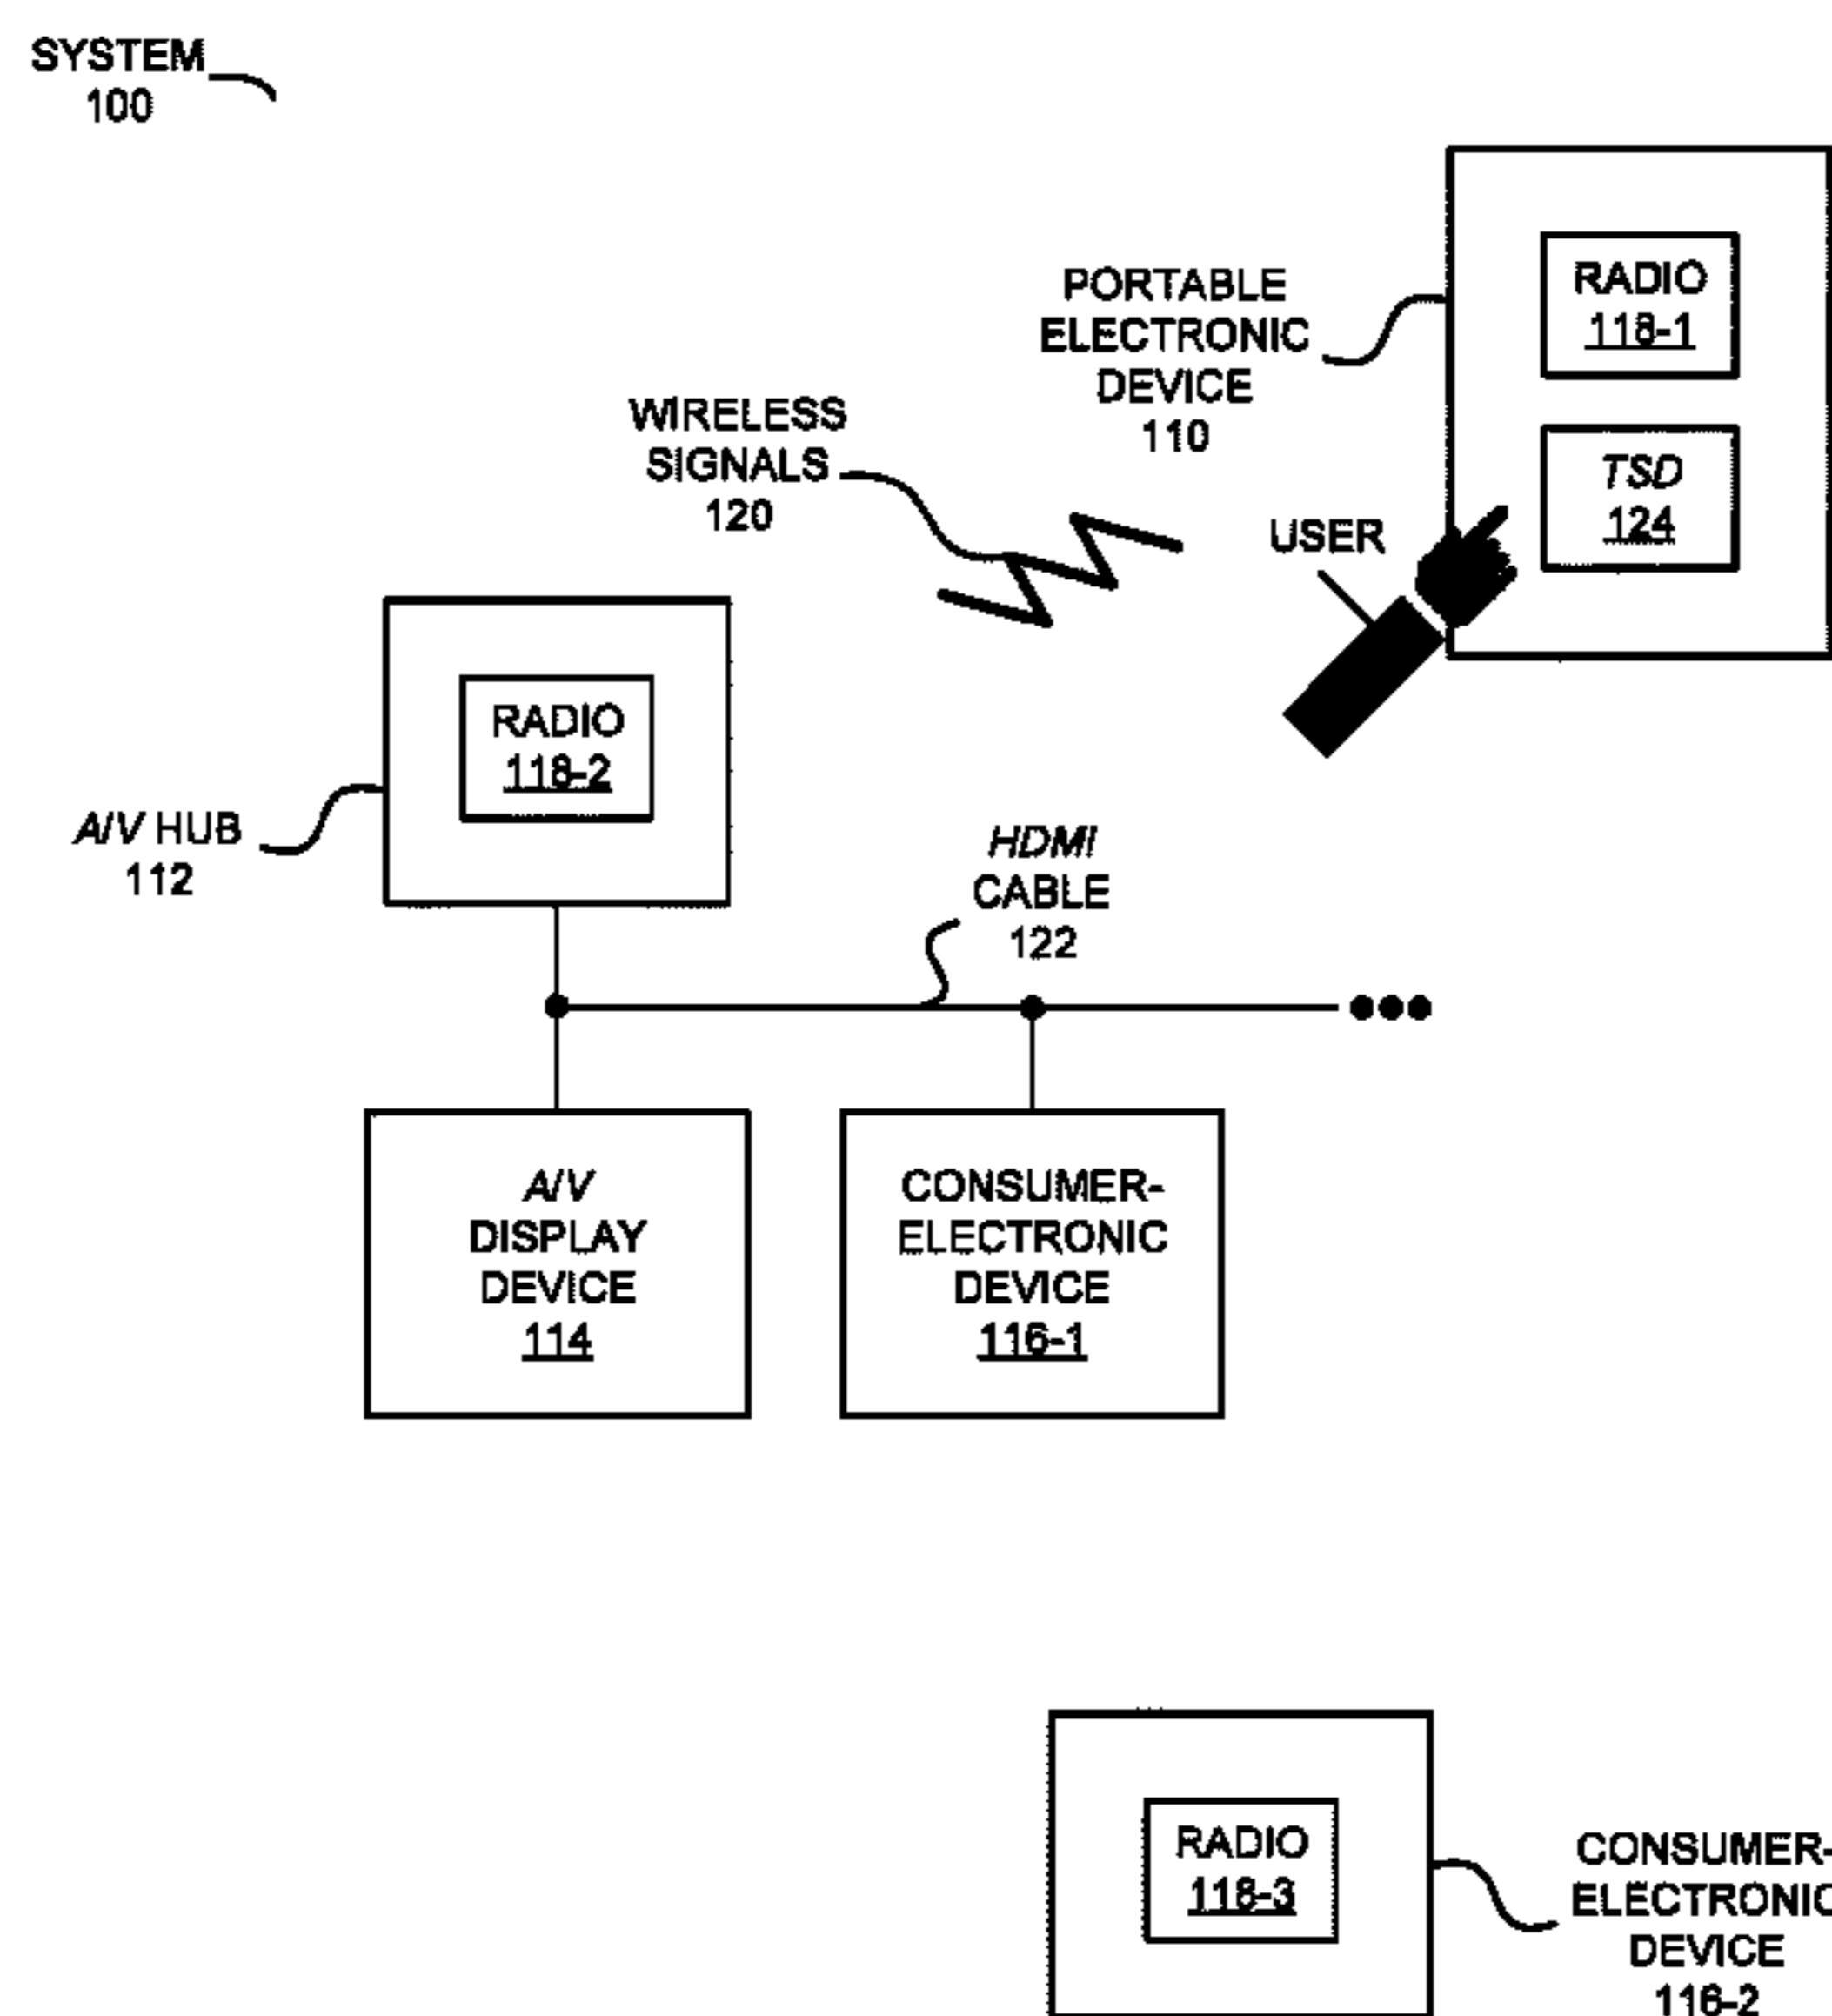 SYSTEM
100
PORTABLE
ELECTRONIC
DEVICE
110
RADIO
118-1
TSD
124
WIRELESS
SIGNALS
120
USER
RADIO
118-2
A/V HUB
112
HDMI
CABLE
122
A/V
DISPLAY
DEVICE
114
CONSUMER-
ELECTRONIC
DEVICE
116-1
RADIO
118-3
CONSUMER-
ELECTRONIC
DEVICE
116-2